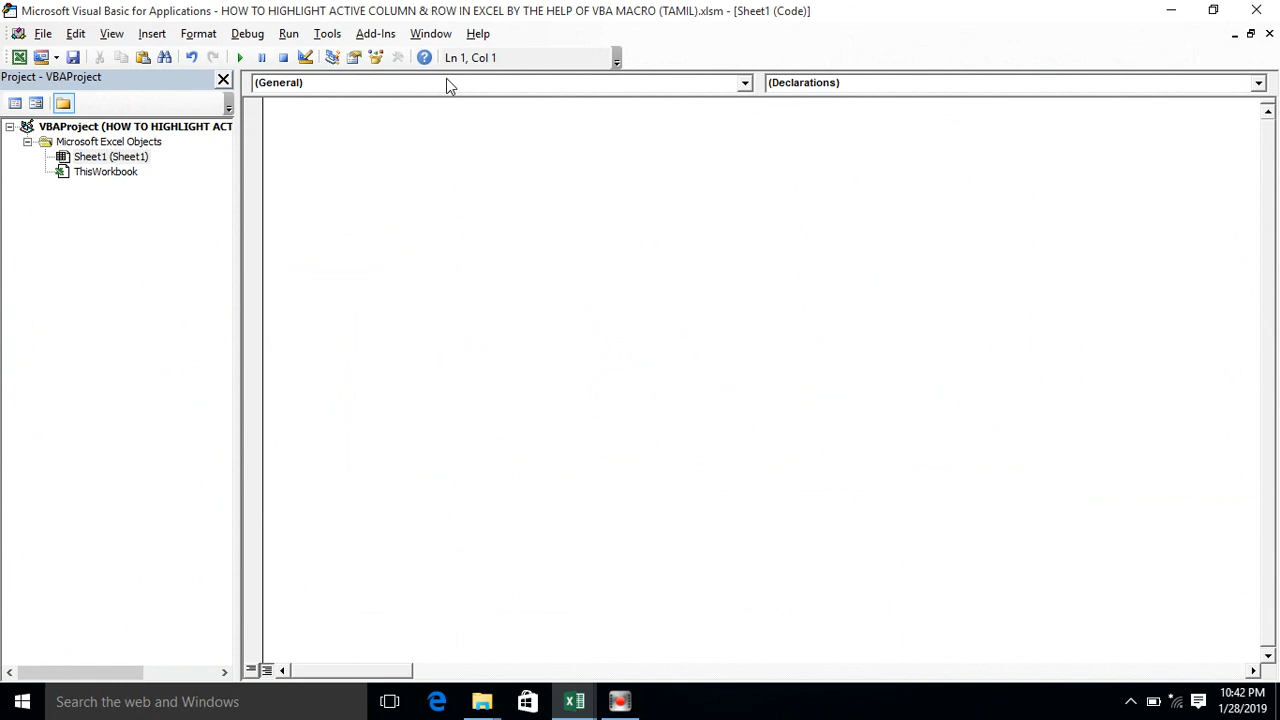 Microsoft Visual Basic for Applications - HOW TO HIGHLIGHT ACTIVE COLUMN & ROW IN EXCEL BY THE HELP OF VBA MACRO (TAMIL).xlsm - [Sheet1 (Code)]
File Edit View Insert Format Debug Run Tools Add-Ins Window Help
Ln 1, Col 1
Project - VBAProject
(General) (Declarations)
VBAProject (HOW TO HIGHLIGHT ACT
Microsoft Excel Objects
Sheet1 (Sheet1)
ThisWorkbook
Search the web and Windows
10:42 PM
1/28/2019